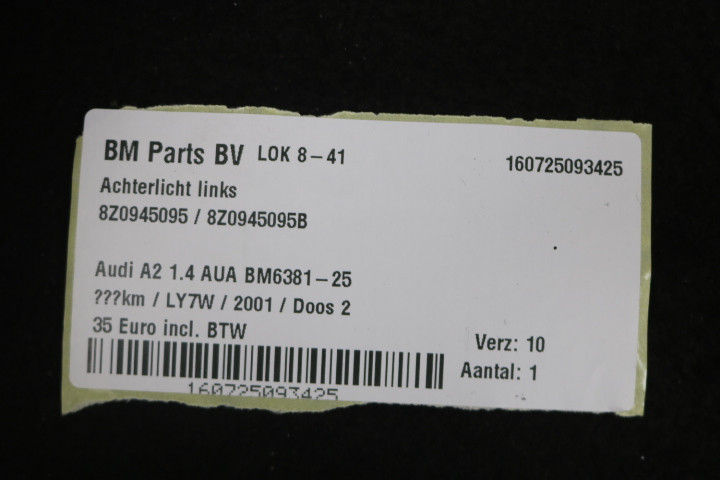 BM Parts BV LOK 8-41 160725093425
Achterlicht links
8Z0945095 / 8Z0945095B
Audi A2 1.4 AUA BM6381-25
???km / LY7W / 2001 / Doos 2
35 Euro incl. BTW
Verz: 10
Aantal: 1
160725093425